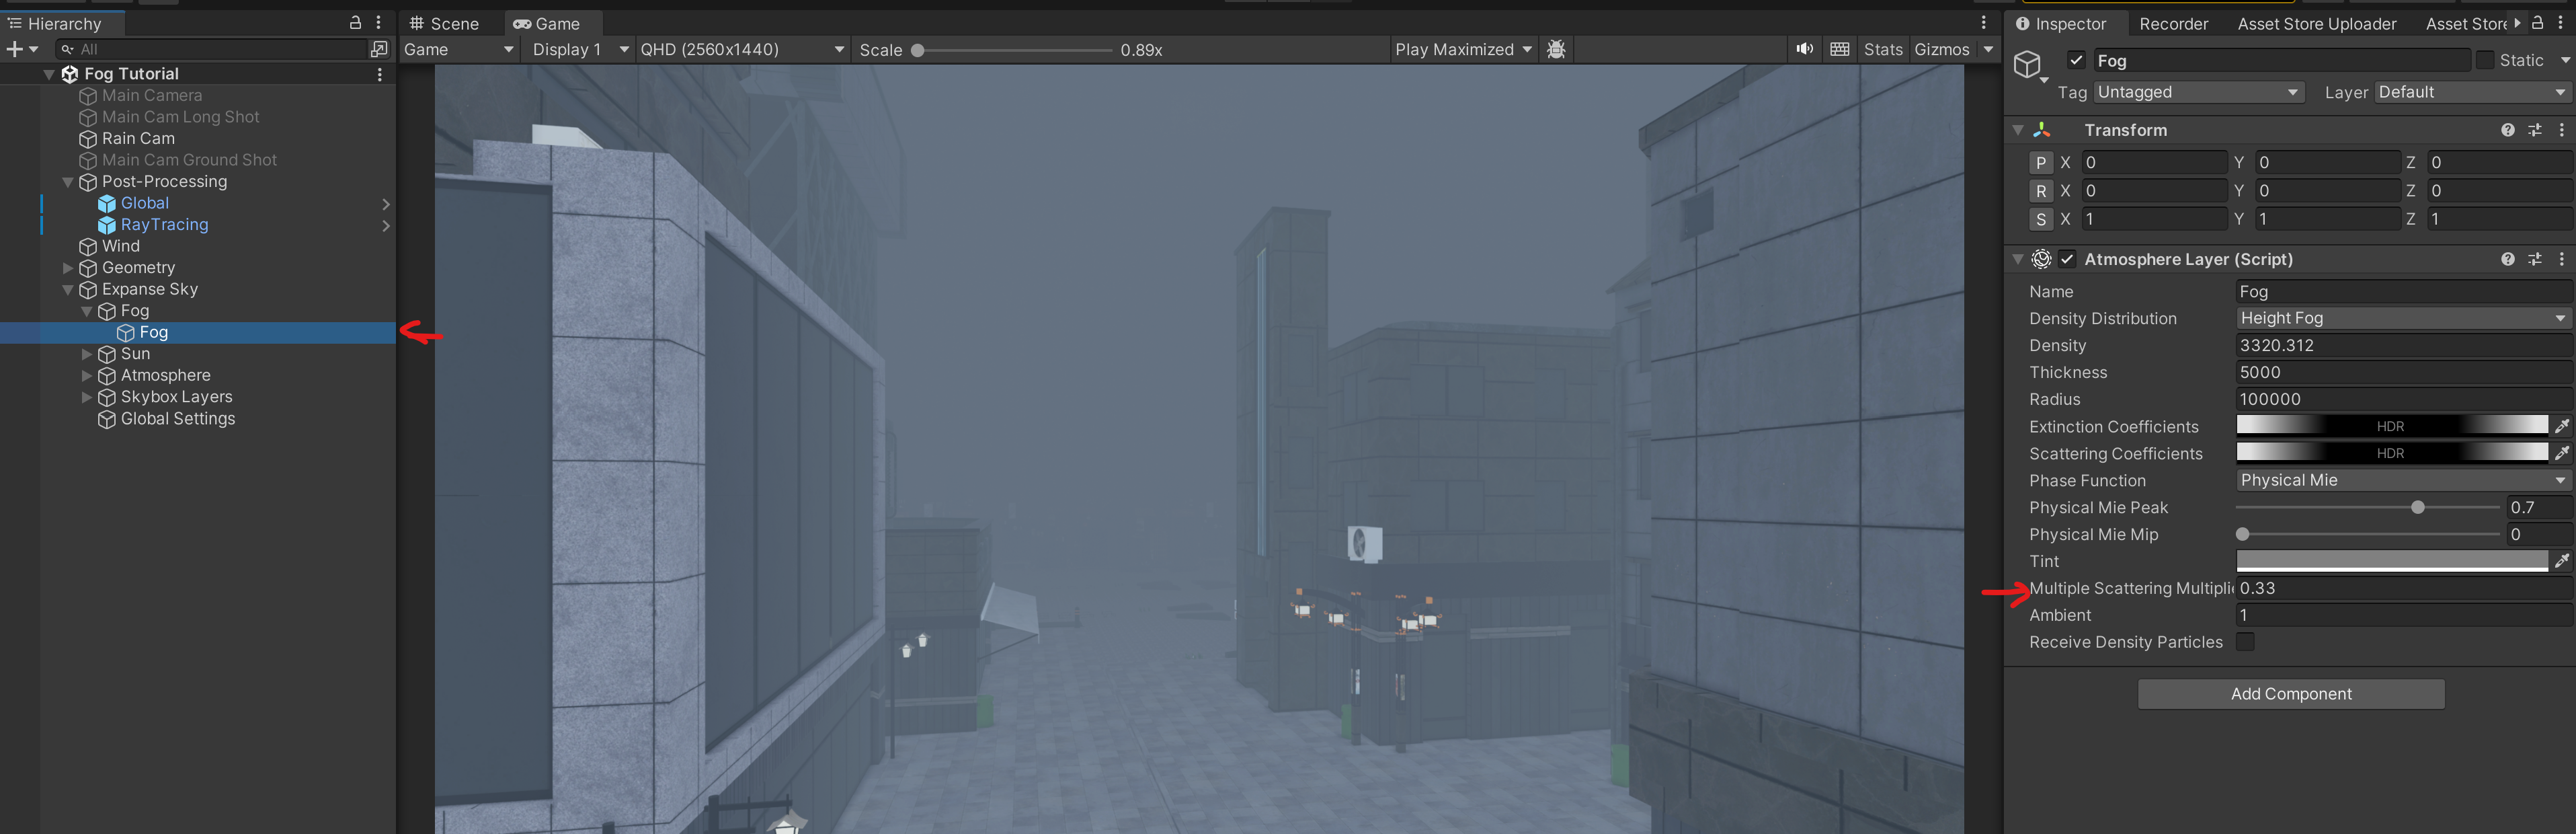 Hierarchy
All
Fog Tutorial
Main Camera
Main Cam Long Shot
Rain Cam
Main Cam Ground Shot
Post-Processing
Global
RayTracing
Wind
Geometry
Expanse Sky
Fog
Fog
Sun
Atmosphere
Skybox Layers
Global Settings
Scene Game
Game Display 1 QHD (2560x1440) Scale 0.89x Play Maximized Stats Gizmos
Inspector Recorder Asset Store Uploader Asset Store
Fog Static
Tag Untagged Layer Default
Transform
P X 0 Y 0 Z 0
R X 0 Y 0 Z 0
S X 1 Y 1 Z 1
Atmosphere Layer (Script)
Name Fog
Density Distribution Height Fog
Density 3320.312
Thickness 5000
Radius 100000
Extinction Coefficients HDR
Scattering Coefficients HDR
Phase Function Physical Mie
Physical Mie Peak 0.7
Physical Mie Mip 0
Tint
Multiple Scattering Multipli 0.33
Ambient 1
Receive Density Particles
Add Component